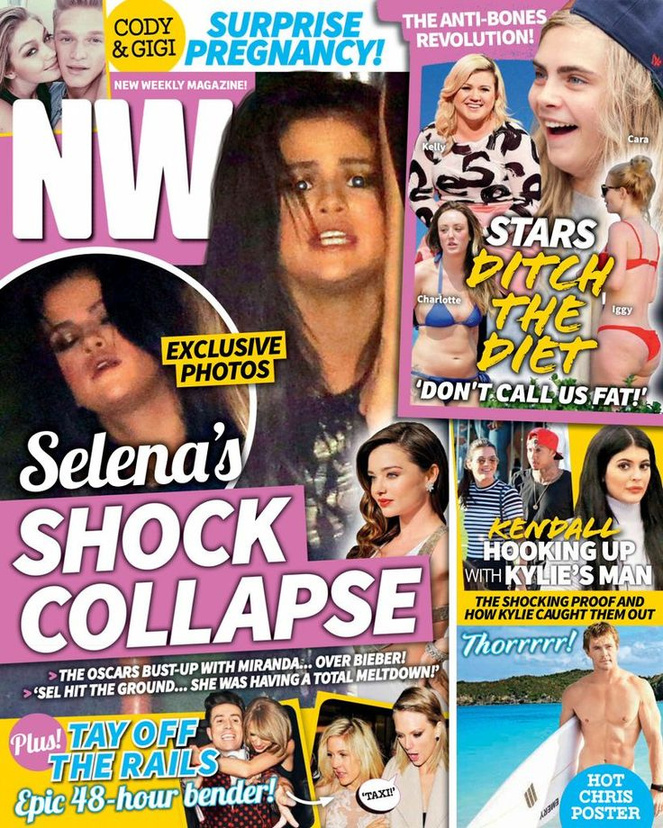 CODY
& GIGI
SURPRISE
PREGNANCY!
NEW WEEKLY MAGAZINE!
NW
THE ANTI-BONES
REVOLUTION!
Kelly
Cara
Charlotte
Iggy
STARS
DITCH
THE
DIET
'DON'T CALL US FAT!'
EXCLUSIVE
PHOTOS
Selena's
SHOCK
COLLAPSE
> THE OSCARS BUST-UP WITH MIRANDA... OVER BIEBER!
> 'SEL HIT THE GROUND... SHE WAS HAVING A TOTAL MELTDOWN!'
KENDALL
HOOKING UP
WITH KYLIE'S MAN
THE SHOCKING PROOF AND
HOW KYLIE CAUGHT THEM OUT
Thorrrrr!
EMERY
HOT
CHRIS
POSTER
Plus! TAY OFF
THE RAILS
Epic 48-hour bender!
'TAXI!'